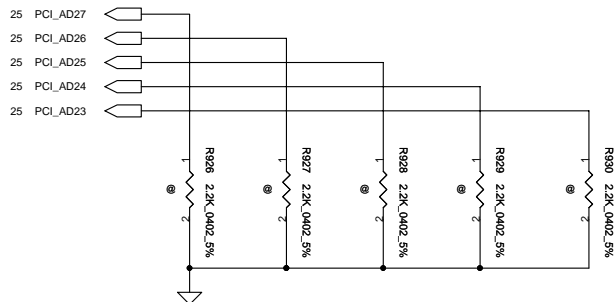 25 PCI_AD27
25 PCI_AD26
25 PCI_AD25
25 PCI_AD24
25 PCI_AD23
1
R926
2.2K_0402_5%
@
2
1
R927
2.2K_0402_5%
@
2
1
R928
2.2K_0402_5%
@
2
1
R929
2.2K_0402_5%
@
2
1
R930
2.2K_0402_5%
@
2